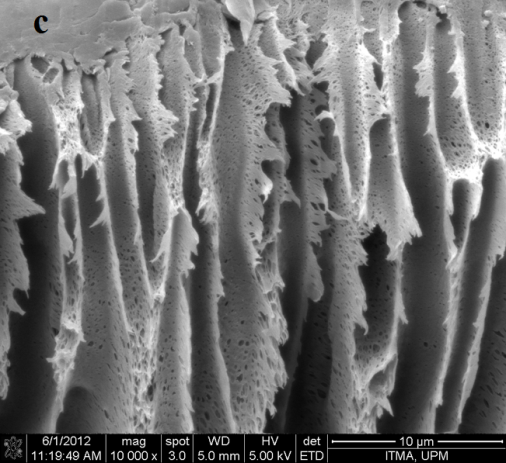 c
6/1/2012 mag spot WD HV det 10 µm
11:19:49 AM 10 000 x 3.0 5.0 mm 5.00 kV ETD ITMA, UPM